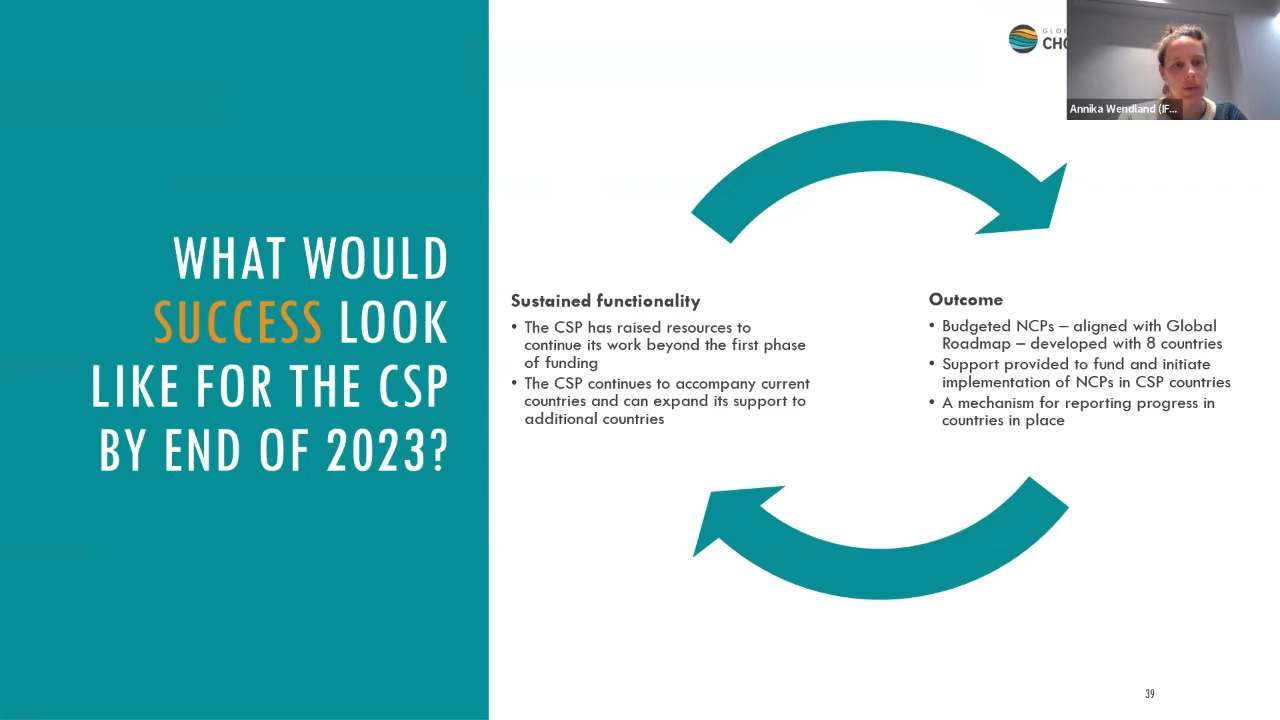 WHAT WOULD
SUCCESS LOOK
LIKE FOR THE CSP
BY END OF 2023?
Annika Wendland (IF...
Sustained functionality
• The CSP has raised resources to
continue its work beyond the first phase
of funding
• The CSP continues to accompany current
countries and can expand its support to
additional countries
Outcome
• Budgeted NCPs – aligned with Global
Roadmap – developed with 8 countries
• Support provided to fund and initiate
implementation of NCPs in CSP countries
• A mechanism for reporting progress in
countries in place
39